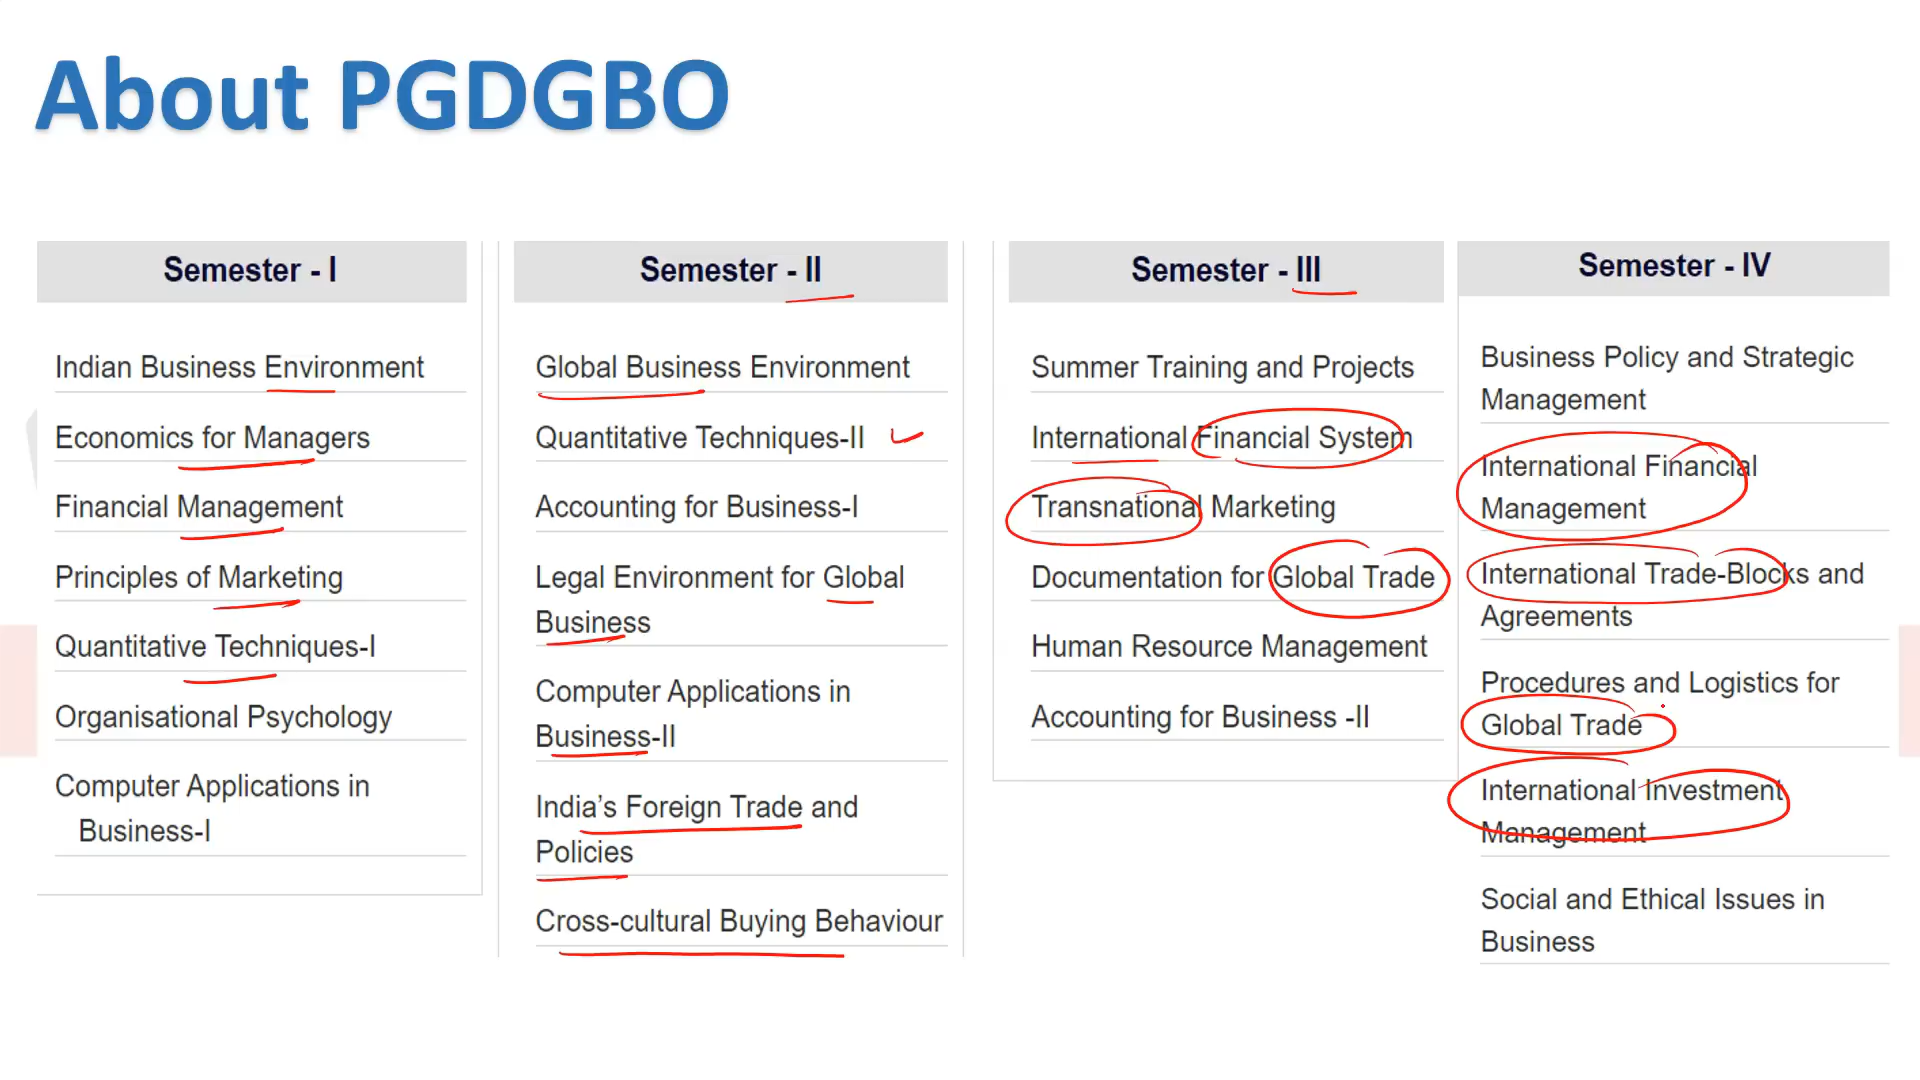 About PGDGBO
Semester - I
Indian Business Environment
Economics for Managers
Financial Management
Principles of Marketing
Quantitative Techniques-I
Organisational Psychology
Computer Applications in
Business-I
Semester - II
Global Business Environment
Quantitative Techniques-II
Accounting for Business-I
Legal Environment for Global
Business
Computer Applications in
Business-II
India’s Foreign Trade and
Policies
Cross-cultural Buying Behaviour
Semester - III
Summer Training and Projects
International Financial System
Transnational Marketing
Documentation for Global Trade
Human Resource Management
Accounting for Business -II
Semester - IV
Business Policy and Strategic
Management
International Financial
Management
International Trade-Blocks and
Agreements
Procedures and Logistics for
Global Trade
International Investment
Management
Social and Ethical Issues in
Business